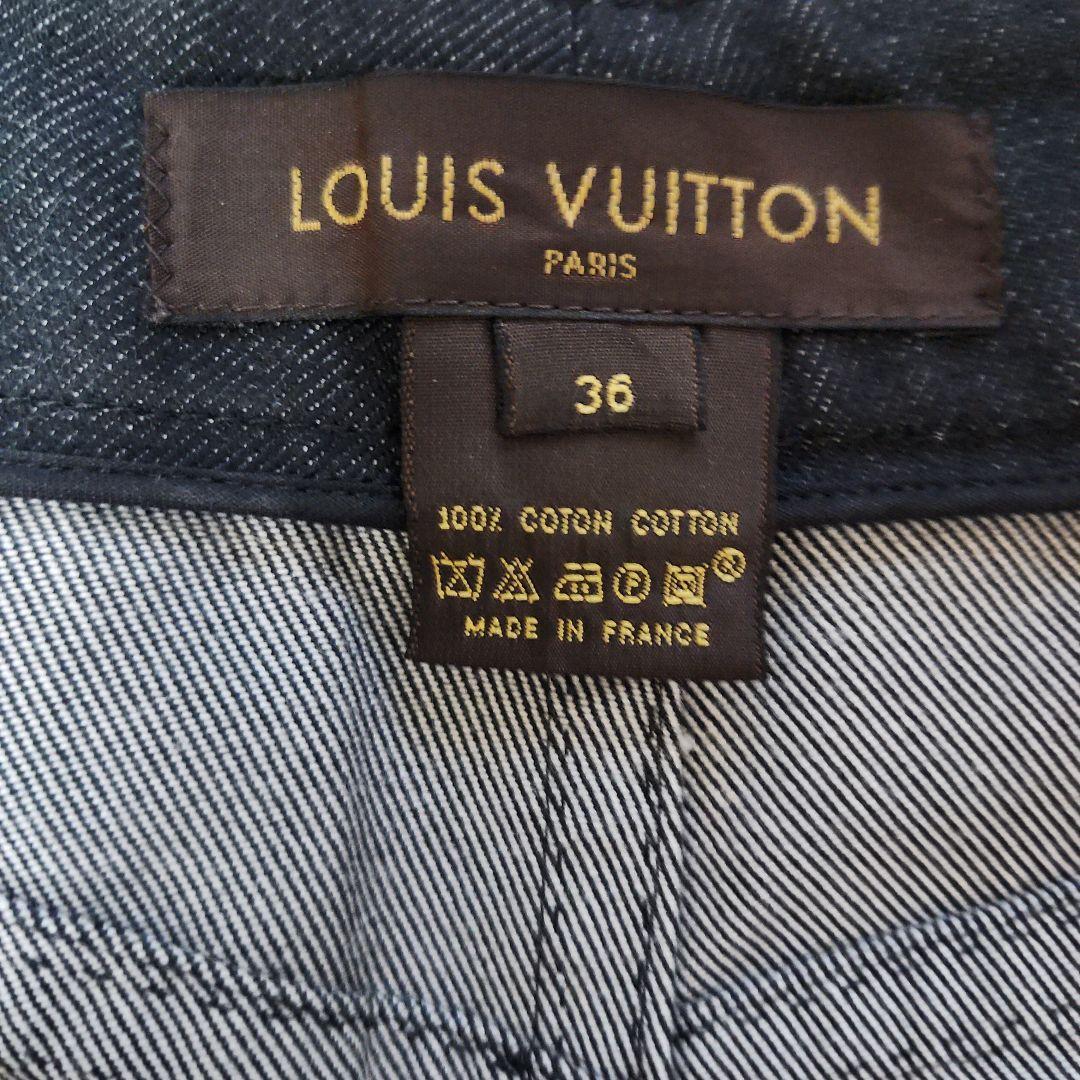 LOUIS VUITTON
PARIS
36
100% COTON COTTON
P ®
MADE IN FRANCE